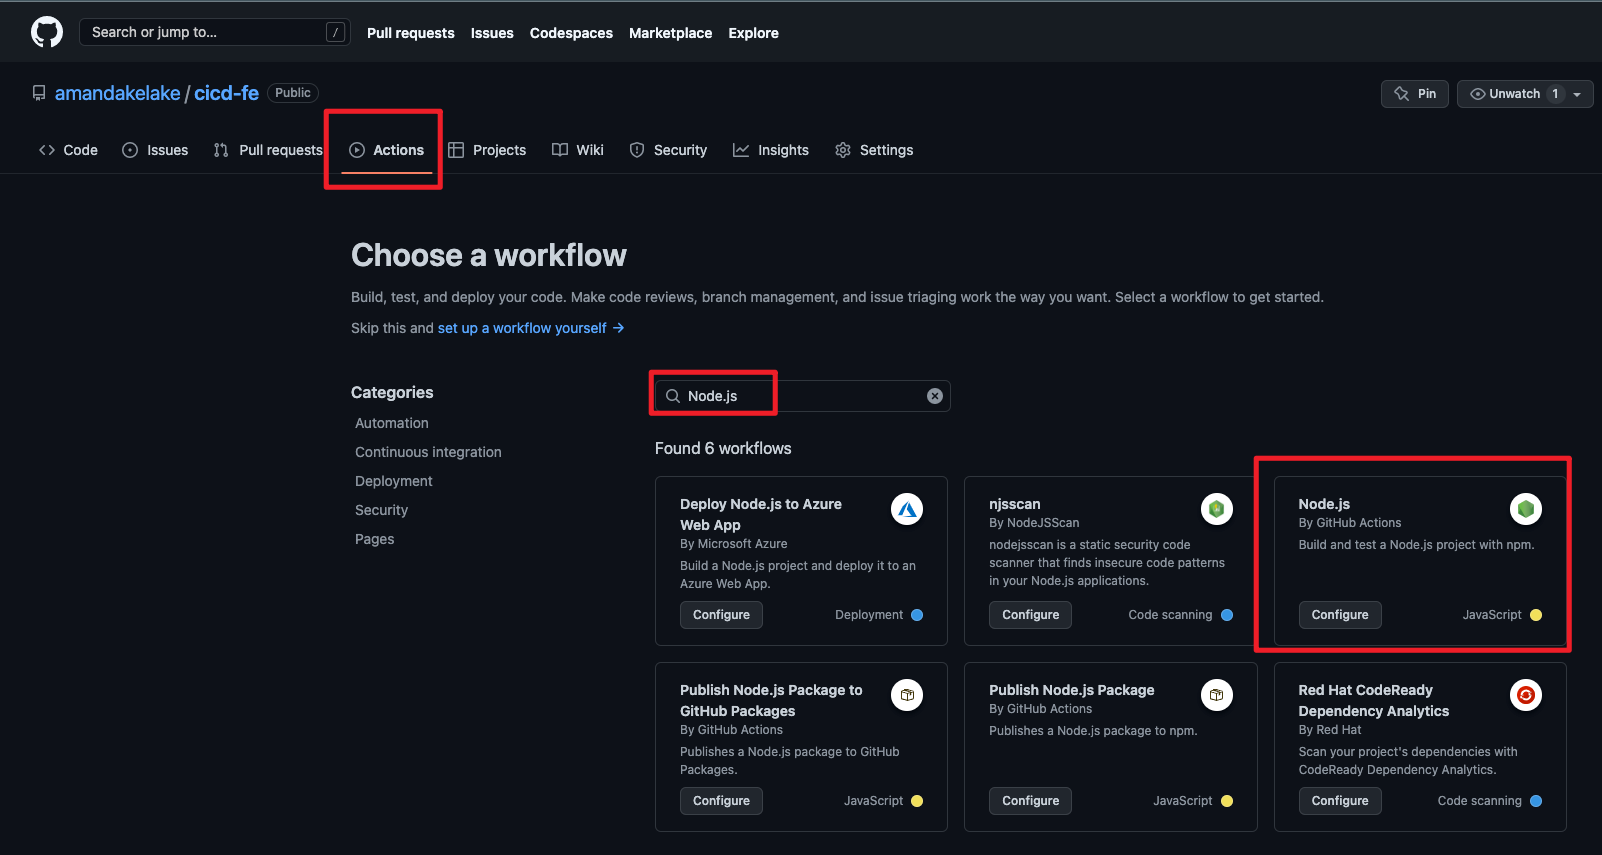 Search or jump to... /
Pull requests Issues Codespaces Marketplace Explore
amandakelake / cicd-fe Public
Pin
Unwatch 1
Code Issues Pull requests Actions Projects Wiki Security Insights Settings
Choose a workflow
Build, test, and deploy your code. Make code reviews, branch management, and issue triaging work the way you want. Select a workflow to get started.
Skip this and set up a workflow yourself →
Categories
Automation
Continuous integration
Deployment
Security
Pages
Node.js
Found 6 workflows
Deploy Node.js to Azure
Web App
By Microsoft Azure
Build a Node.js project and deploy it to an
Azure Web App.
Configure Deployment
njsscan
By NodeJSScan
nodejsscan is a static security code
scanner that finds insecure code patterns
in your Node.js applications.
Configure Code scanning
Node.js
By GitHub Actions
Build and test a Node.js project with npm.
Configure JavaScript
Publish Node.js Package to
GitHub Packages
By GitHub Actions
Publishes a Node.js package to GitHub
Packages.
Configure JavaScript
Publish Node.js Package
By GitHub Actions
Publishes a Node.js package to npm.
Configure JavaScript
Red Hat CodeReady
Dependency Analytics
By Red Hat
Scan your project's dependencies with
CodeReady Dependency Analytics.
Configure Code scanning